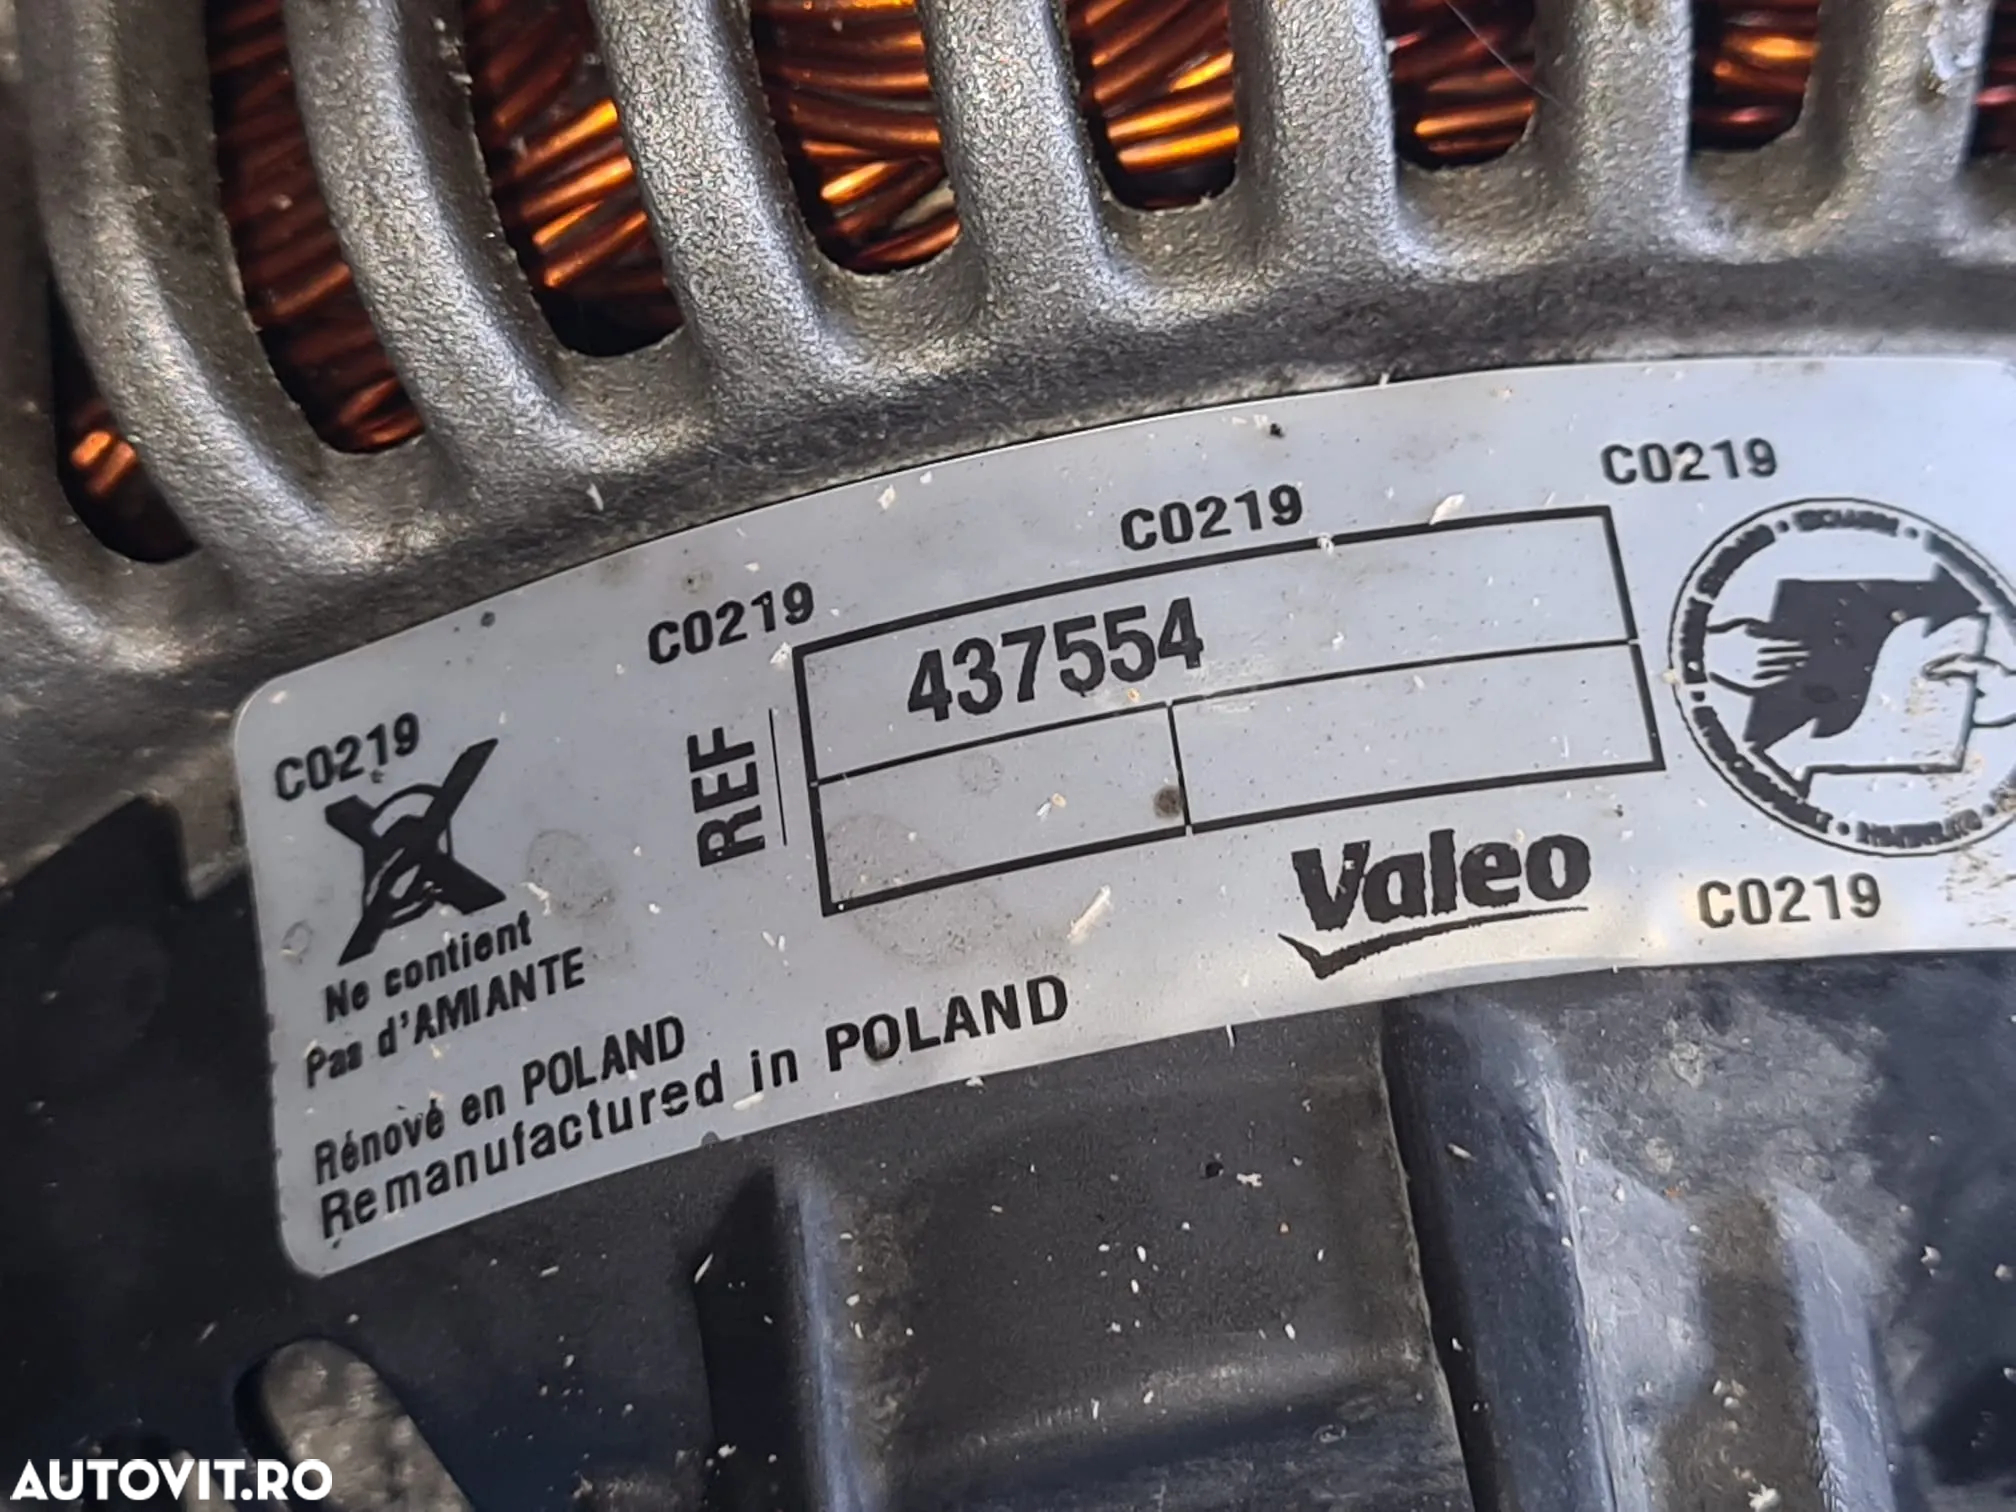 C0219
C0219
C0219
C0219
437554
REF
Valeo
C0219
Ne contient
Pas d'AMIANTE
Rénové en POLAND
Remanufactured in POLAND
AUTOVIT.RO